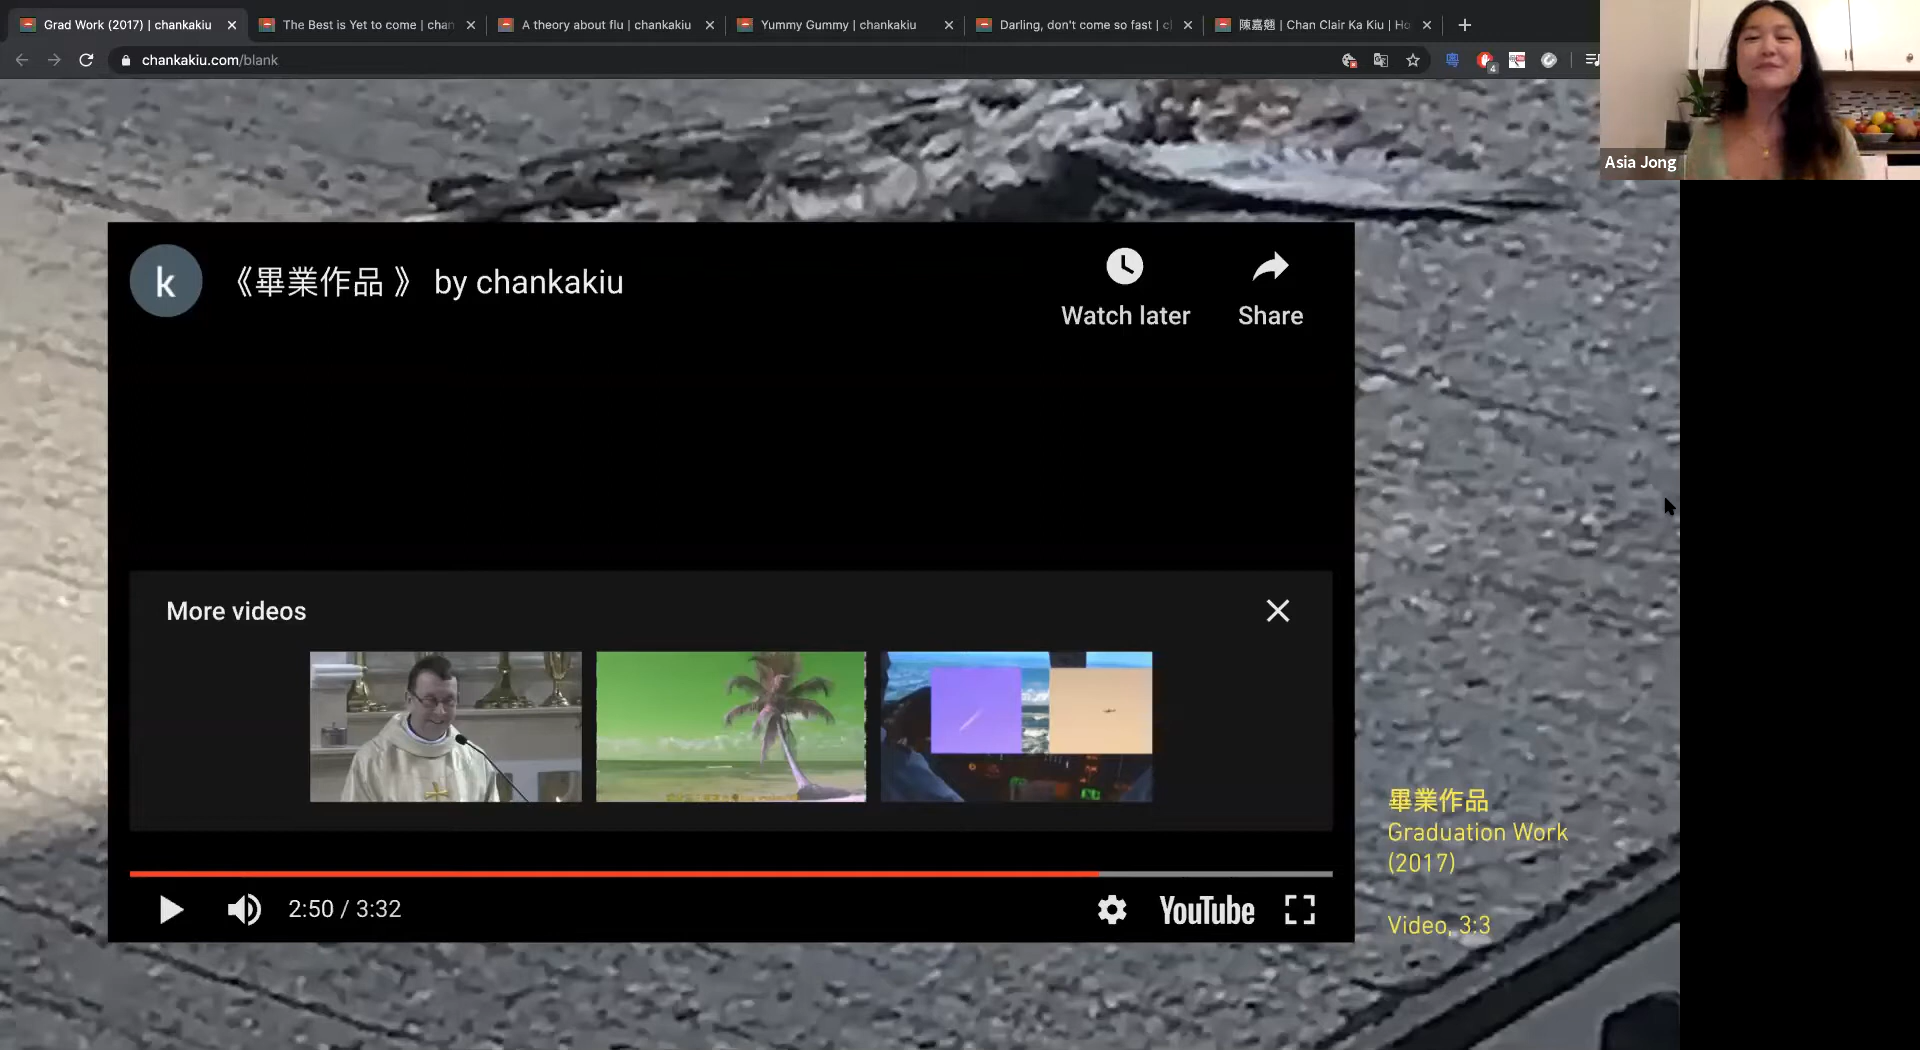 Grad Work (2017) | chankakiu
The Best is Yet to come | chan
A theory about flu | chankakiu
Yummy Gummy | chankakiu
Darling, don't come so fast | c
陳嘉翹 | Chan Clair Ka Kiu | Ho
chankakiu.com/blank
4
Asia Jong
k
《畢業作品 》 by chankakiu
Watch later
Share
More videos
2:50 / 3:32
YouTube
畢業作品
Graduation Work
(2017)
Video, 3:3